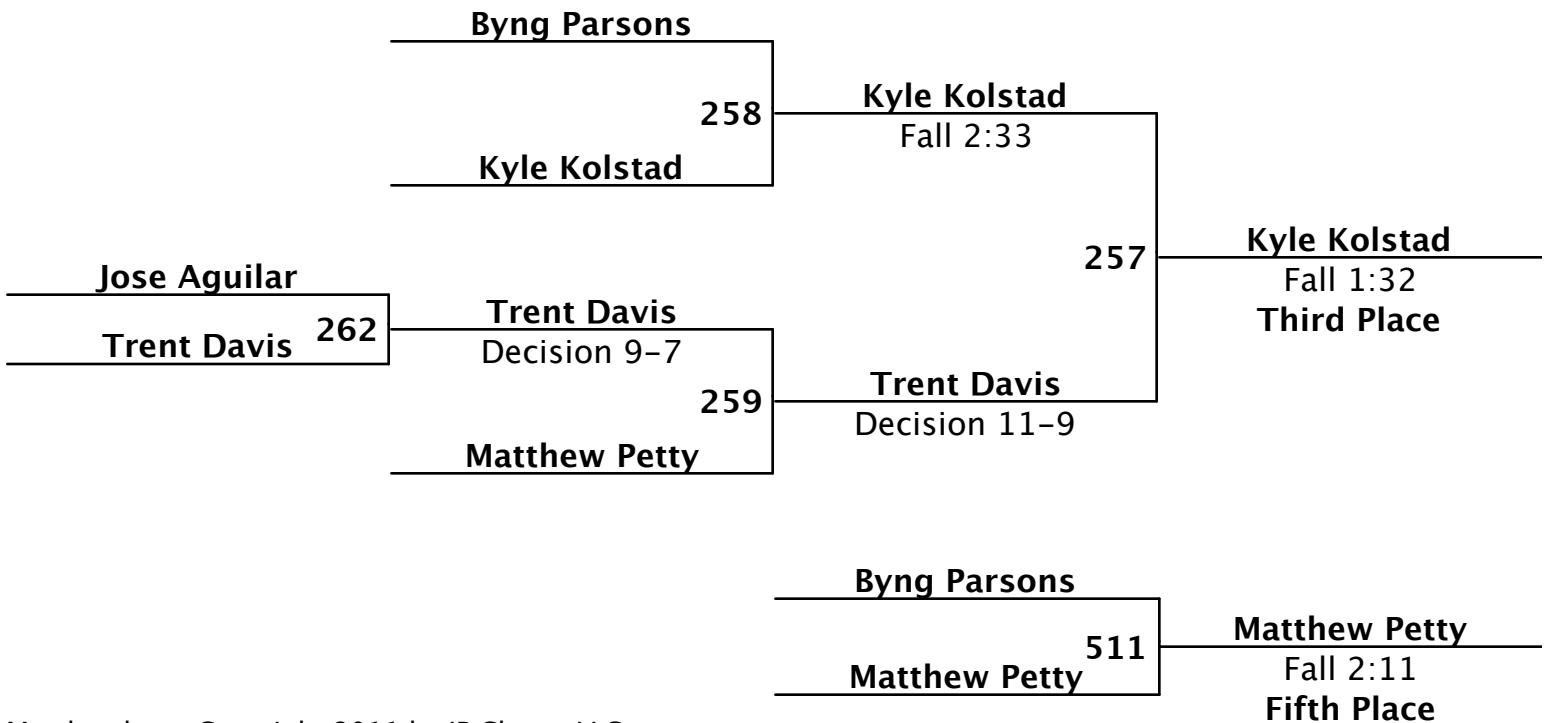 Byng Parsons
258
Kyle Kolstad
Fall 2:33
Kyle Kolstad
257
Kyle Kolstad
Fall 1:32
Third Place
Jose Aguilar
262
Trent Davis
Trent Davis
Decision 9-7
259
Trent Davis
Decision 11-9
Matthew Petty
Byng Parsons
511
Matthew Petty
Matthew Petty
Fall 2:11
Fifth Place